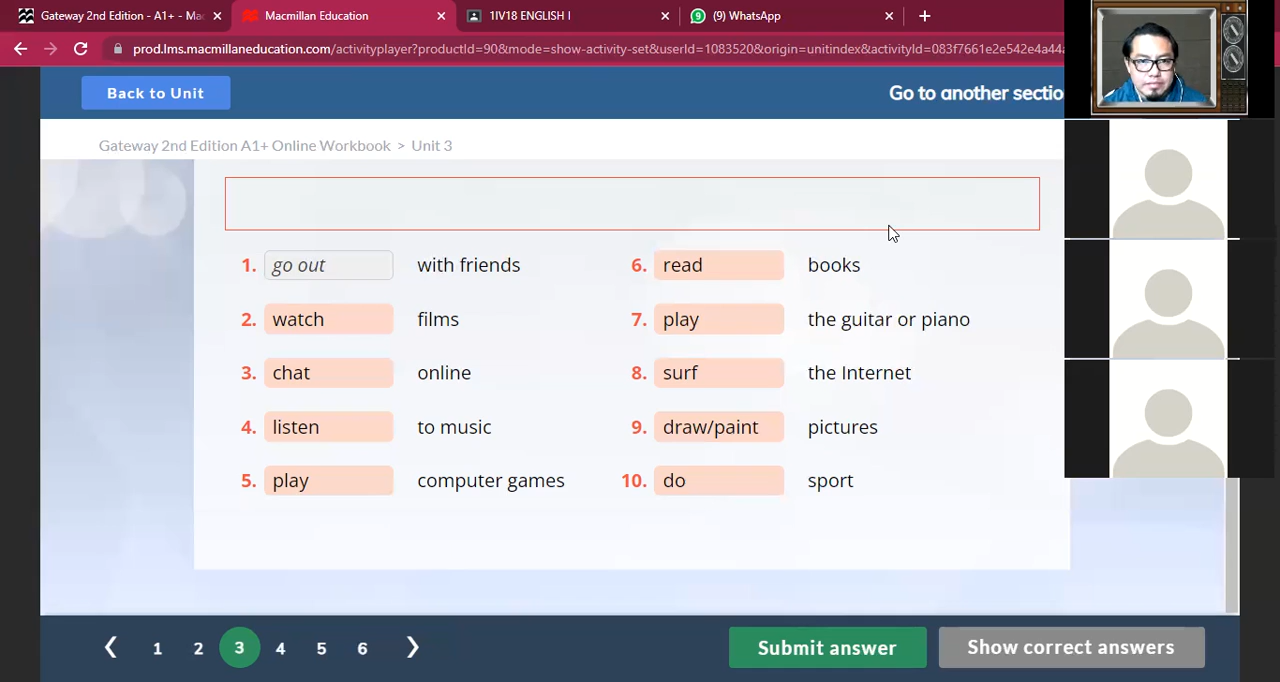 Gateway 2nd Edition - A1+ - Ma
Macmillan Education
1IV18 ENGLISH I
(9) WhatsApp
prod.lms.macmillaneducation.com/activityplayer?productId=90&mode=show-activity-set&userId=1083520&origin=unitindex&activityId=083f7661e2e542e4a44a
Back to Unit
Go to another sectio
Gateway 2nd Edition A1+ Online Workbook > Unit 3
1. go out with friends
2. watch films
3. chat online
4. listen to music
5. play computer games
6. read books
7. play the guitar or piano
8. surf the Internet
9. draw/paint pictures
10. do sport
1 2 3 4 5 6
Submit answer
Show correct answers